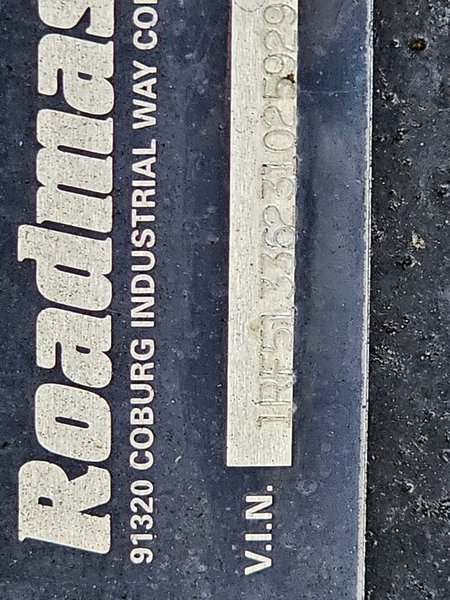 Roadmas
91320 COBURG INDUSTRIAL WAY CO
V.I.N. 1RF51336231025929